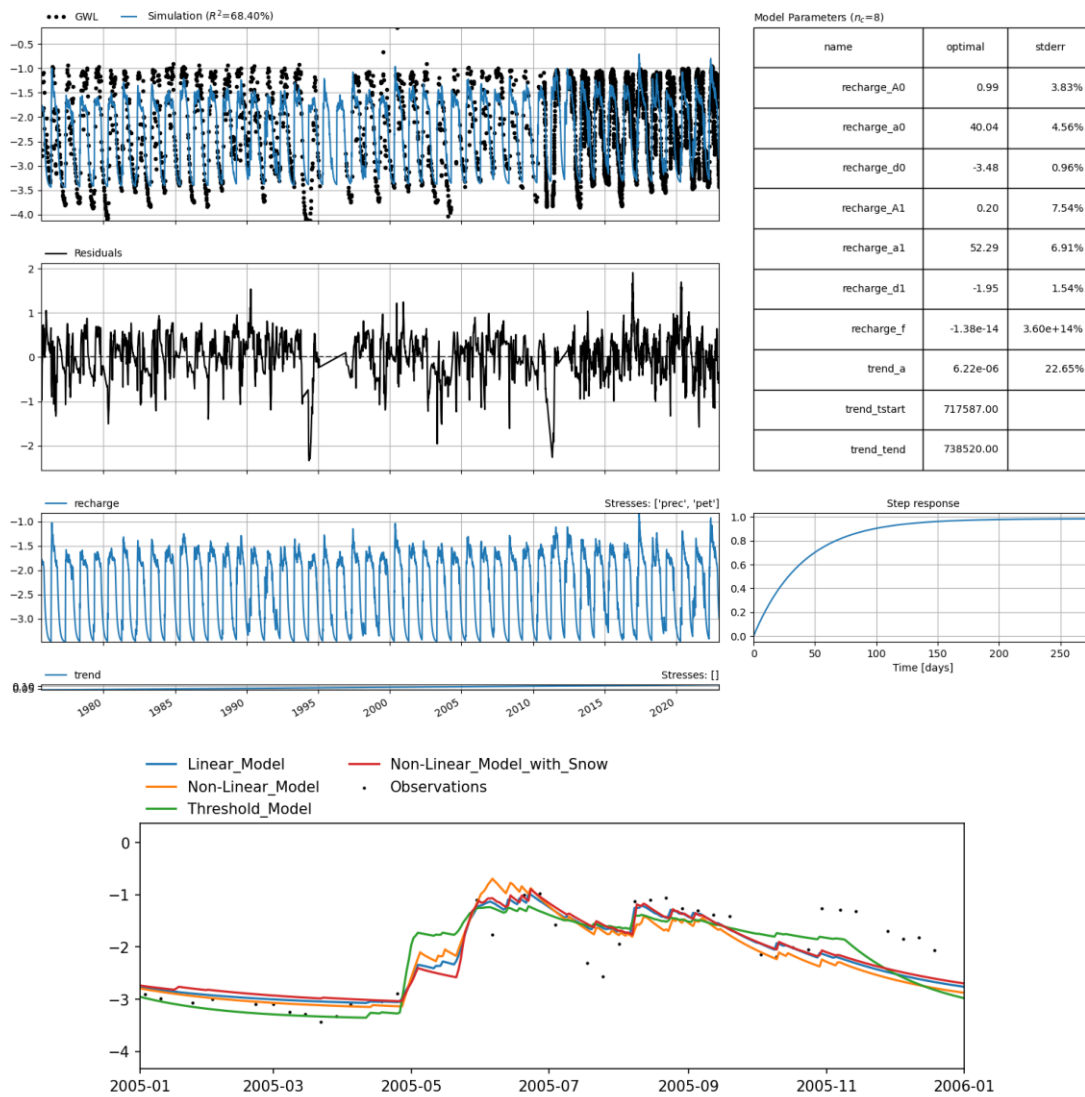 GWL Simulation (R²=68.40%)
−0.5
−1.0
−1.5
−2.0
−2.5
−3.0
−3.5
−4.0
Residuals
2
1
0
−1
−2
recharge Stresses: ['prec', 'pet']
−1.0
−1.5
−2.0
−2.5
−3.0
trend Stresses: []
0.10
0.05
1980 1985 1990 1995 2000 2005 2010 2015 2020
Model Parameters (n_c=8)
name optimal stderr
recharge_A0 0.99 3.83%
recharge_a0 40.04 4.56%
recharge_d0 -3.48 0.96%
recharge_A1 0.20 7.54%
recharge_a1 52.29 6.91%
recharge_d1 -1.95 1.54%
recharge_f -1.38e-14 3.60e+14%
trend_a 6.22e-06 22.65%
trend_tstart 717587.00
trend_tend 738520.00
Step response
1.0
0.8
0.6
0.4
0.2
0.0
0 50 100 150 200 250
Time [days]
Linear_Model Non-Linear_Model_with_Snow
Non-Linear_Model Observations
Threshold_Model
0
−1
−2
−3
−4
2005-01 2005-03 2005-05 2005-07 2005-09 2005-11 2006-01